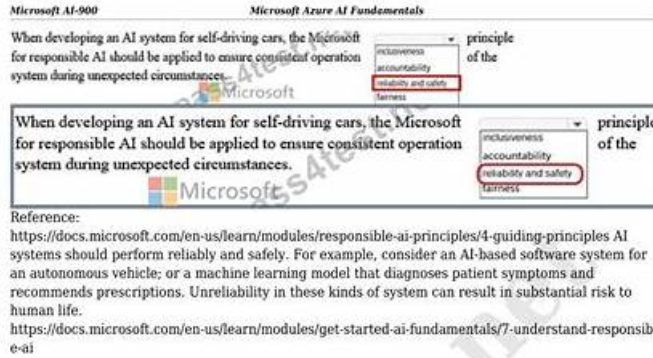 Microsoft AI-900 Microsoft Azure AI Fundamentals
When developing an AI system for self-driving cars, the Microsoft principle
for responsible AI should be applied to ensure consistent operation of the
system during unexpected circumstances.
inclusiveness
accountability
reliability and safety
fairness
Microsoft
When developing an AI system for self-driving cars, the Microsoft principle
for responsible AI should be applied to ensure consistent operation of the
system during unexpected circumstances.
inclusiveness
accountability
reliability and safety
fairness
Microsoft
Reference:
https://docs.microsoft.com/en-us/learn/modules/responsible-ai-principles/4-guiding-principles AI
systems should perform reliably and safely. For example, consider an AI-based software system for
an autonomous vehicle; or a machine learning model that diagnoses patient symptoms and
recommends prescriptions. Unreliability in these kinds of system can result in substantial risk to
human life.
https://docs.microsoft.com/en-us/learn/modules/get-started-ai-fundamentals/7-understand-responsib
e-ai